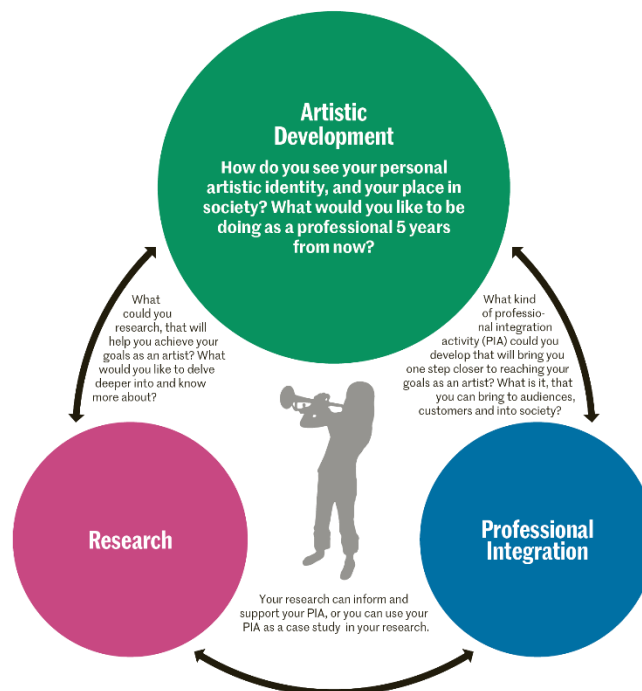 Artistic
Development
How do you see your personal
artistic identity, and your place in
society? What would you like to be
doing as a professional 5 years
from now?
What
could you
research, that will
help you achieve your
goals as an artist? What
would you like to delve
deeper into and know
more about?
What kind
of professio-
nal integration
activity (PIA) could you
develop that will bring you
one step closer to reaching your
goals as an artist? What is it, that
you can bring to audiences,
customers and into society?
Research
Professional
Integration
Your research can inform and
support your PIA, or you can use your
PIA as a case study in your research.